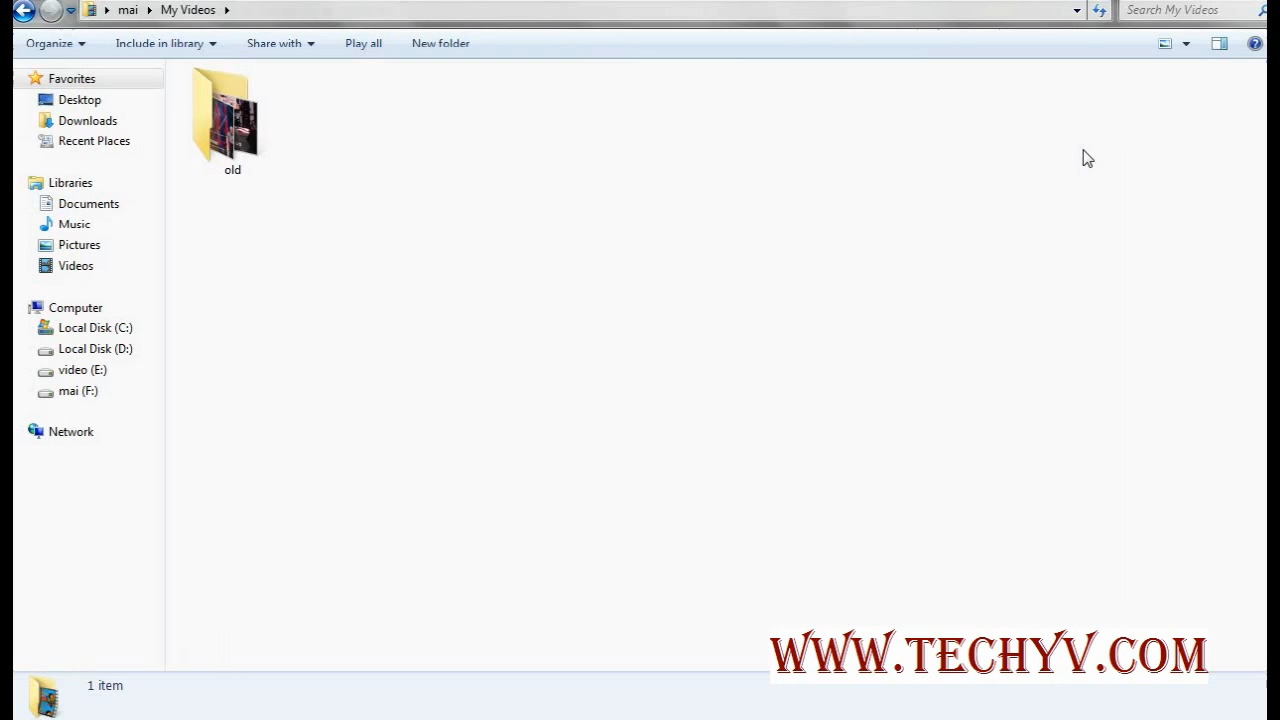 mai My Videos Search My Videos
Organize Include in library Share with Play all New folder
Favorites
Desktop
Downloads
Recent Places
Libraries
Documents
Music
Pictures
Videos
Computer
Local Disk (C:)
Local Disk (D:)
video (E:)
mai (F:)
Network
old
1 item
WWW.TECHYV.COM